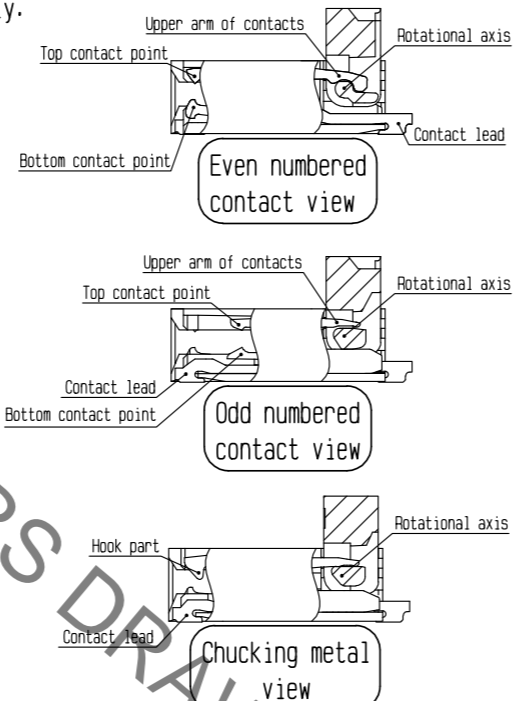 y.
Upper arm of contacts
Rotational axis
Top contact point
Contact lead
Bottom contact point
Even numbered
contact view
Upper arm of contacts
Rotational axis
Top contact point
Contact lead
Bottom contact point
Odd numbered
contact view
Rotational axis
Hook part
Contact lead
Chucking metal
view
RS DRA